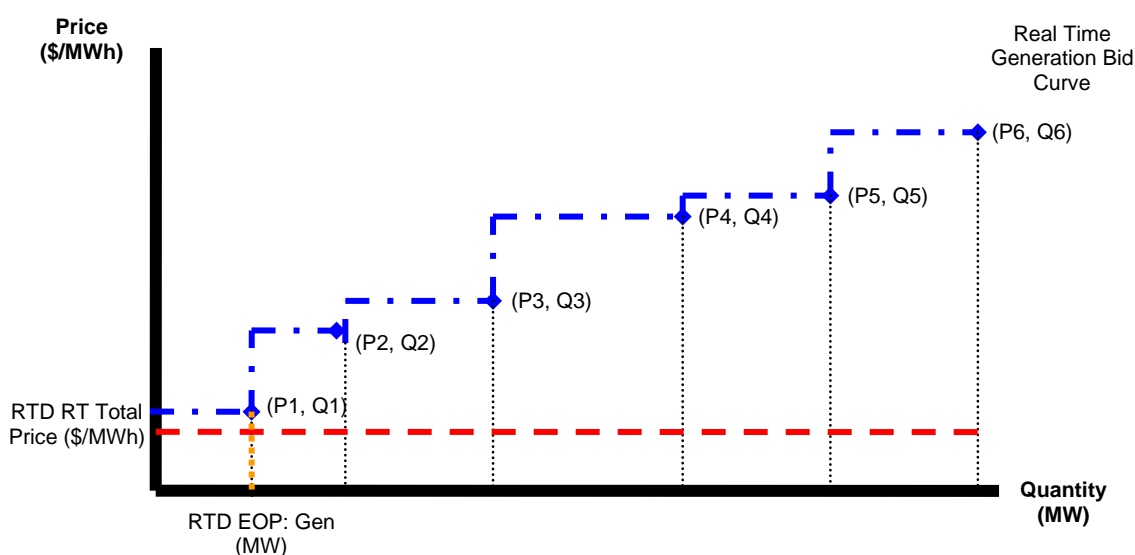 Price
($/MWh)
Real Time
Generation Bid
Curve
(P6, Q6)
(P5, Q5)
(P4, Q4)
(P3, Q3)
(P2, Q2)
(P1, Q1)
RTD RT Total
Price ($/MWh)
Quantity
(MW)
RTD EOP: Gen
(MW)